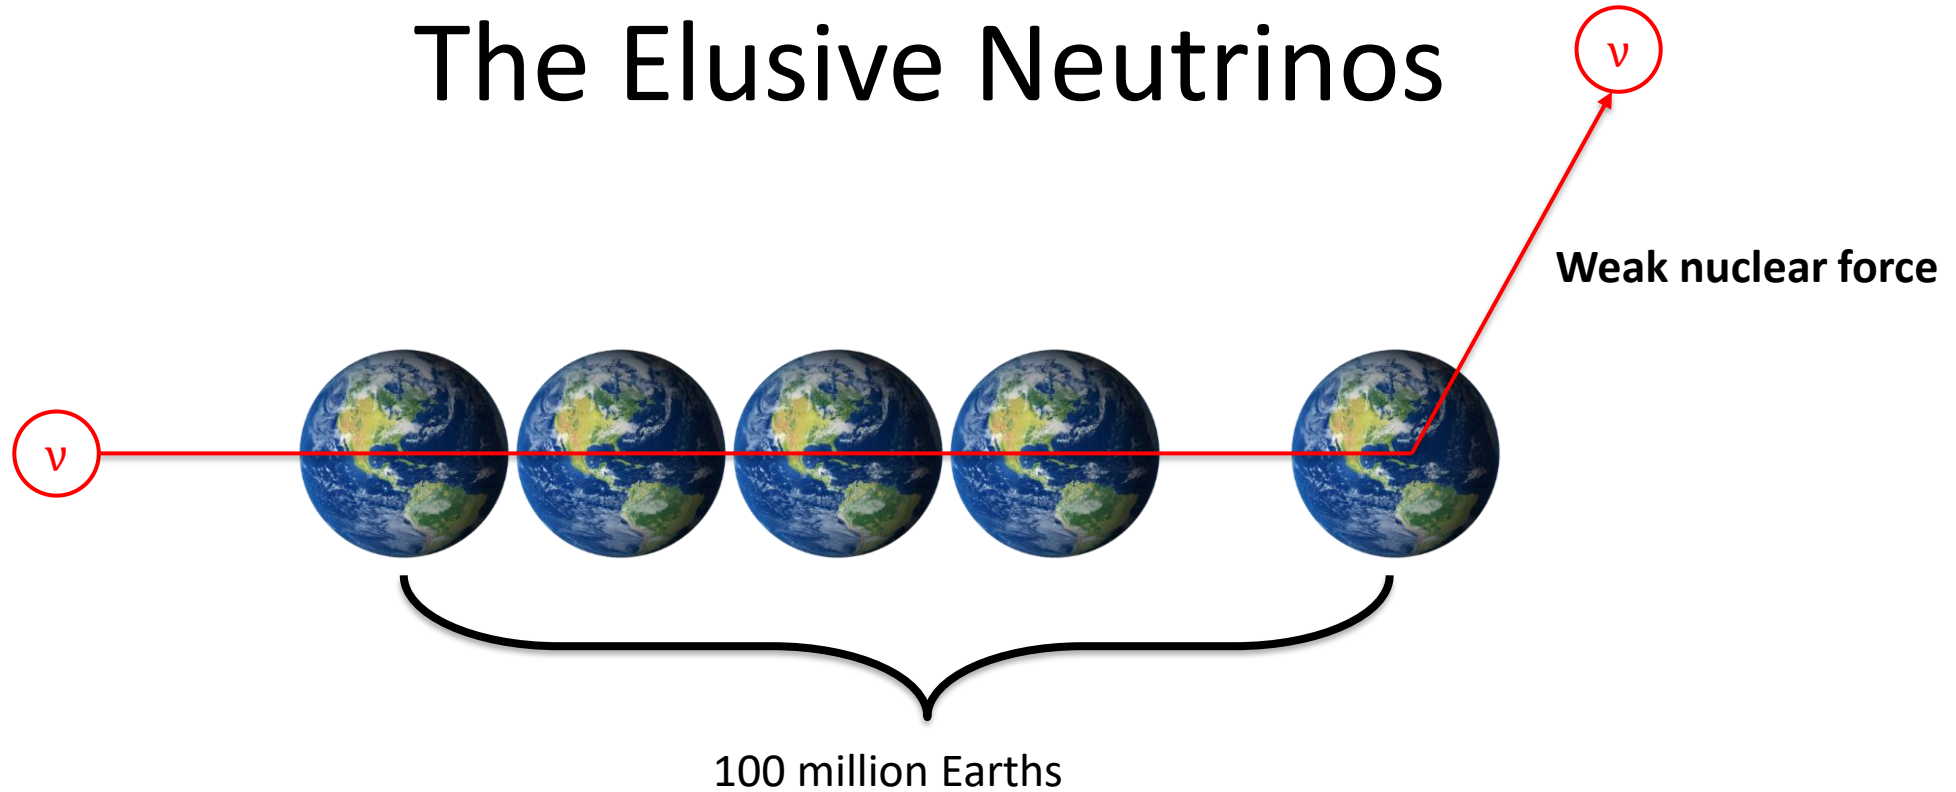 The Elusive Neutrinos
ν
Weak nuclear force
ν
100 million Earths